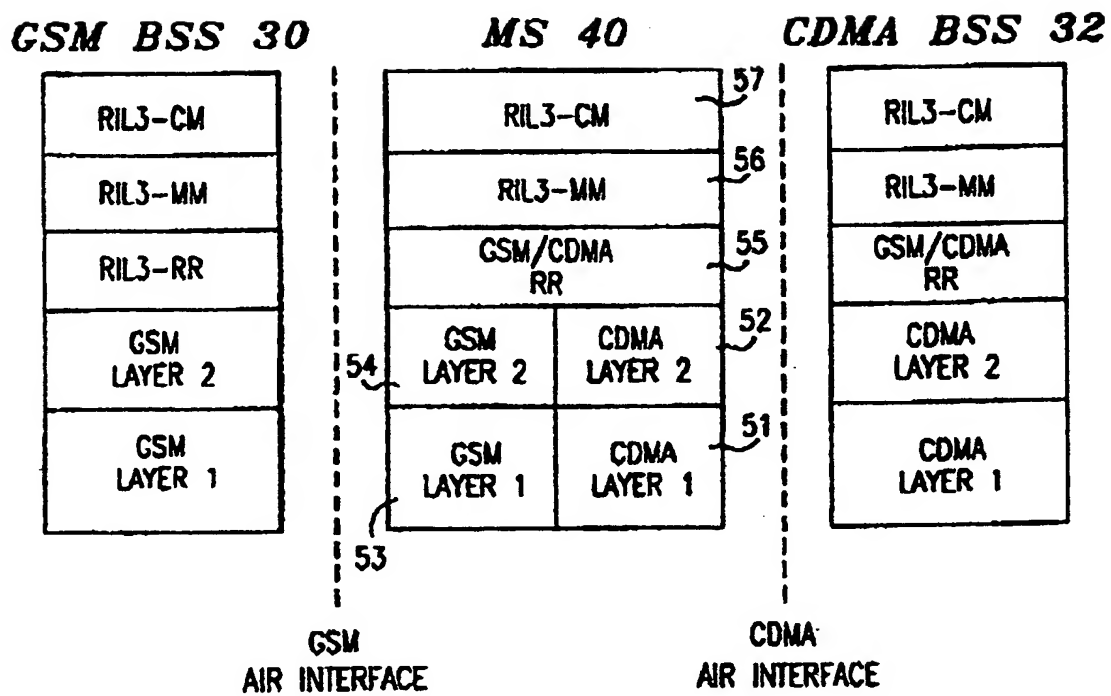 GSM BSS 30
MS 40
CDMA BSS 32
RIL3-CM
RIL3-MM
RIL3-RR
GSM
LAYER 2
GSM
LAYER 1
RIL3-CM
57
RIL3-MM
56
GSM/CDMA
RR
55
GSM
LAYER 2
54
CDMA
LAYER 2
52
GSM
LAYER 1
53
CDMA
LAYER 1
51
RIL3-CM
RIL3-MM
GSM/CDMA
RR
CDMA
LAYER 2
CDMA
LAYER 1
GSM
AIR INTERFACE
CDMA
AIR INTERFACE